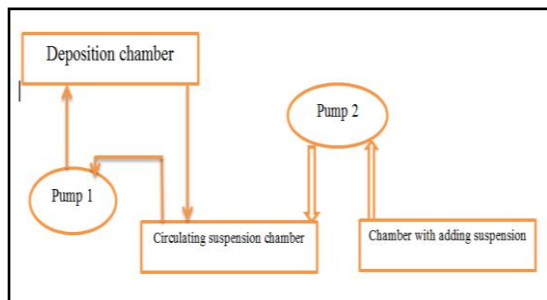 Deposition chamber
Pump 2
Pump 1
Circulating suspension chamber
Chamber with adding suspension